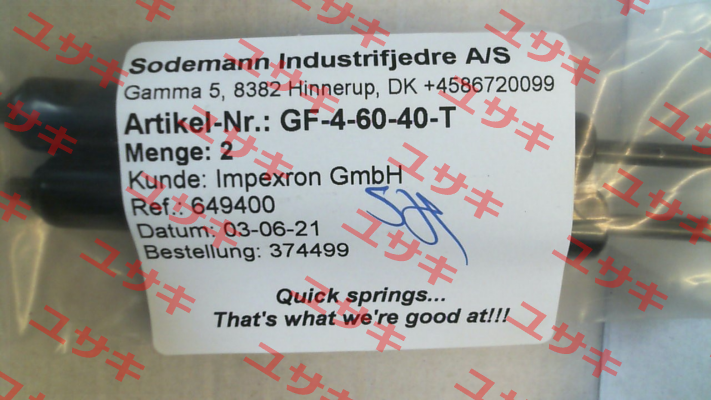 Sodemann Industrifjedre A/S
Gamma 5, 8382 Hinnerup, DK +4586720099
Artikel-Nr.: GF-4-60-40-T
Menge: 2
Kunde: Impexron GmbH
Ref.: 649400
Datum: 03-06-21
Bestellung: 374499
Quick springs...
That's what we're good at!!!
ユサキ